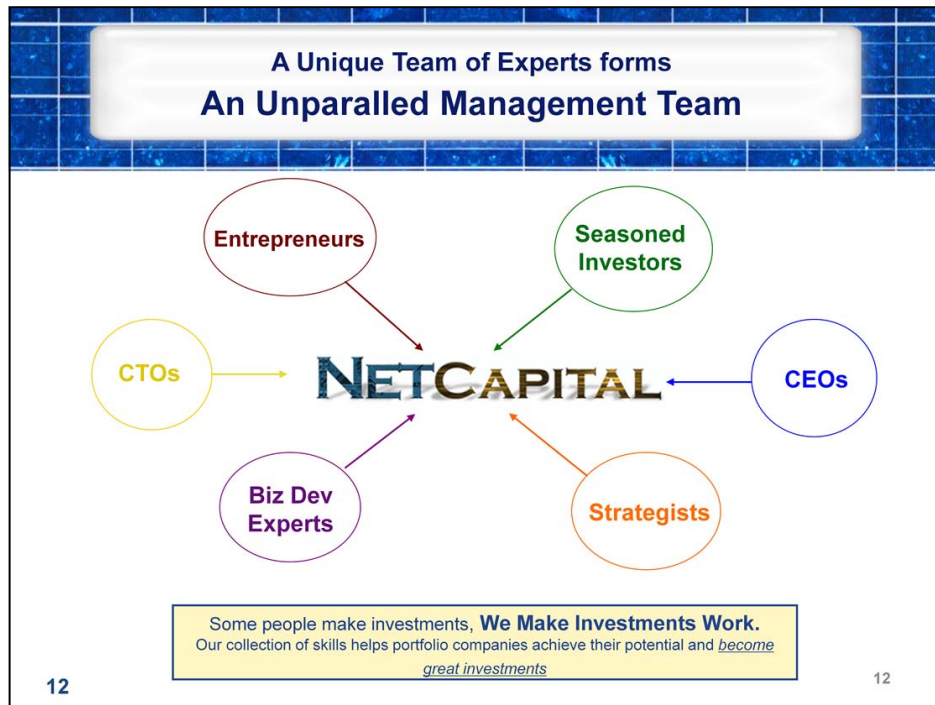 A Unique Team of Experts forms
An Unparalled Management Team
Entrepreneurs
Seasoned
Investors
CTOs
NETCAPITAL
CEOs
Biz Dev
Experts
Strategists
Some people make investments, We Make Investments Work.
Our collection of skills helps portfolio companies achieve their potential and become
great investments
12
12